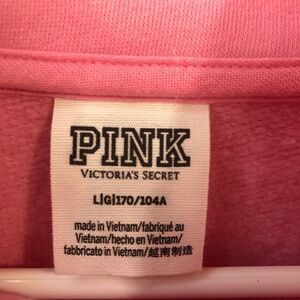 PINK
VICTORIA'S SECRET
L|G|170/104A
made in Vietnam/fabriqué au
Vietnam/hecho en Vietnam/
fabbricato in Vietnam/越南制造